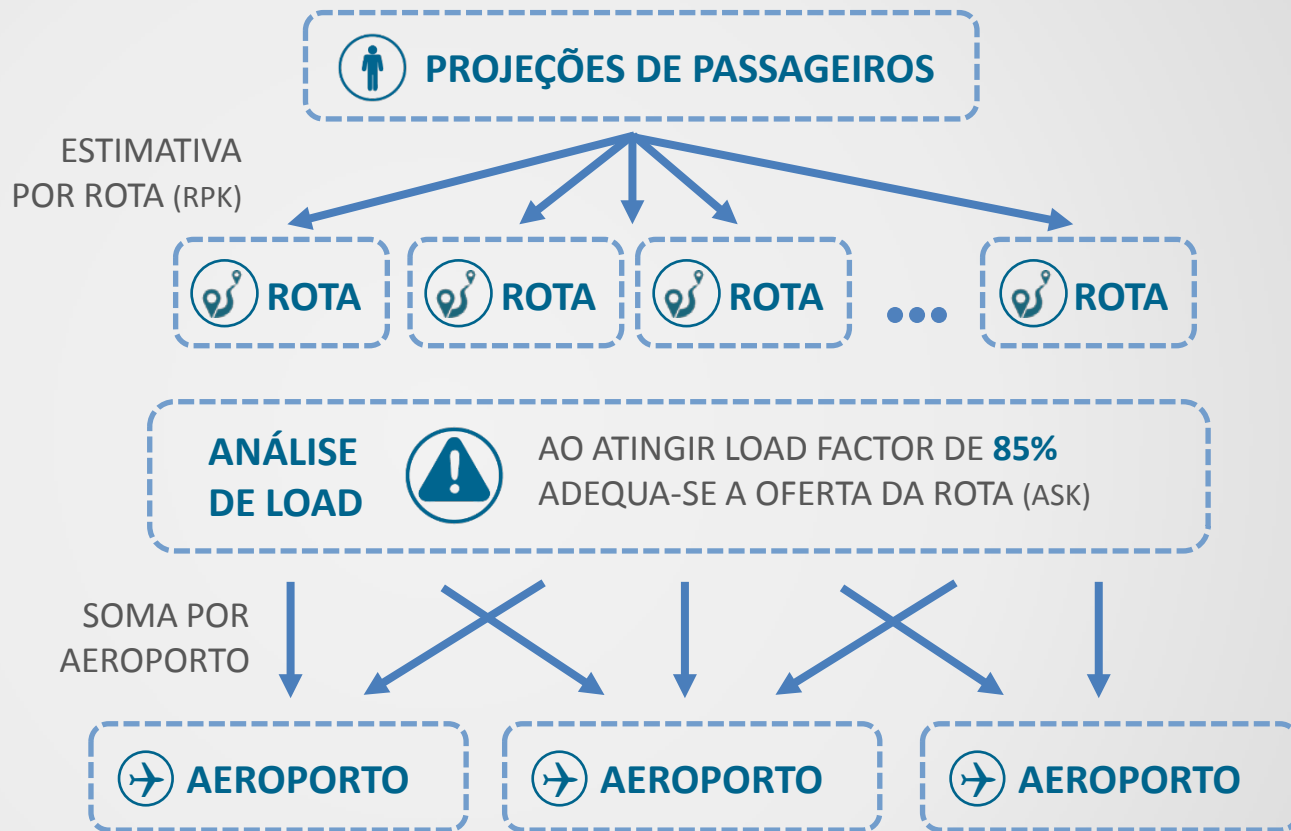 PROJEÇÕES DE PASSAGEIROS
ESTIMATIVA
POR ROTA (RPK)
ROTA
ROTA
ROTA
ROTA
ANÁLISE
DE LOAD
AO ATINGIR LOAD FACTOR DE 85%
ADEQUA-SE A OFERTA DA ROTA (ASK)
SOMA POR
AEROPORTO
AEROPORTO
AEROPORTO
AEROPORTO